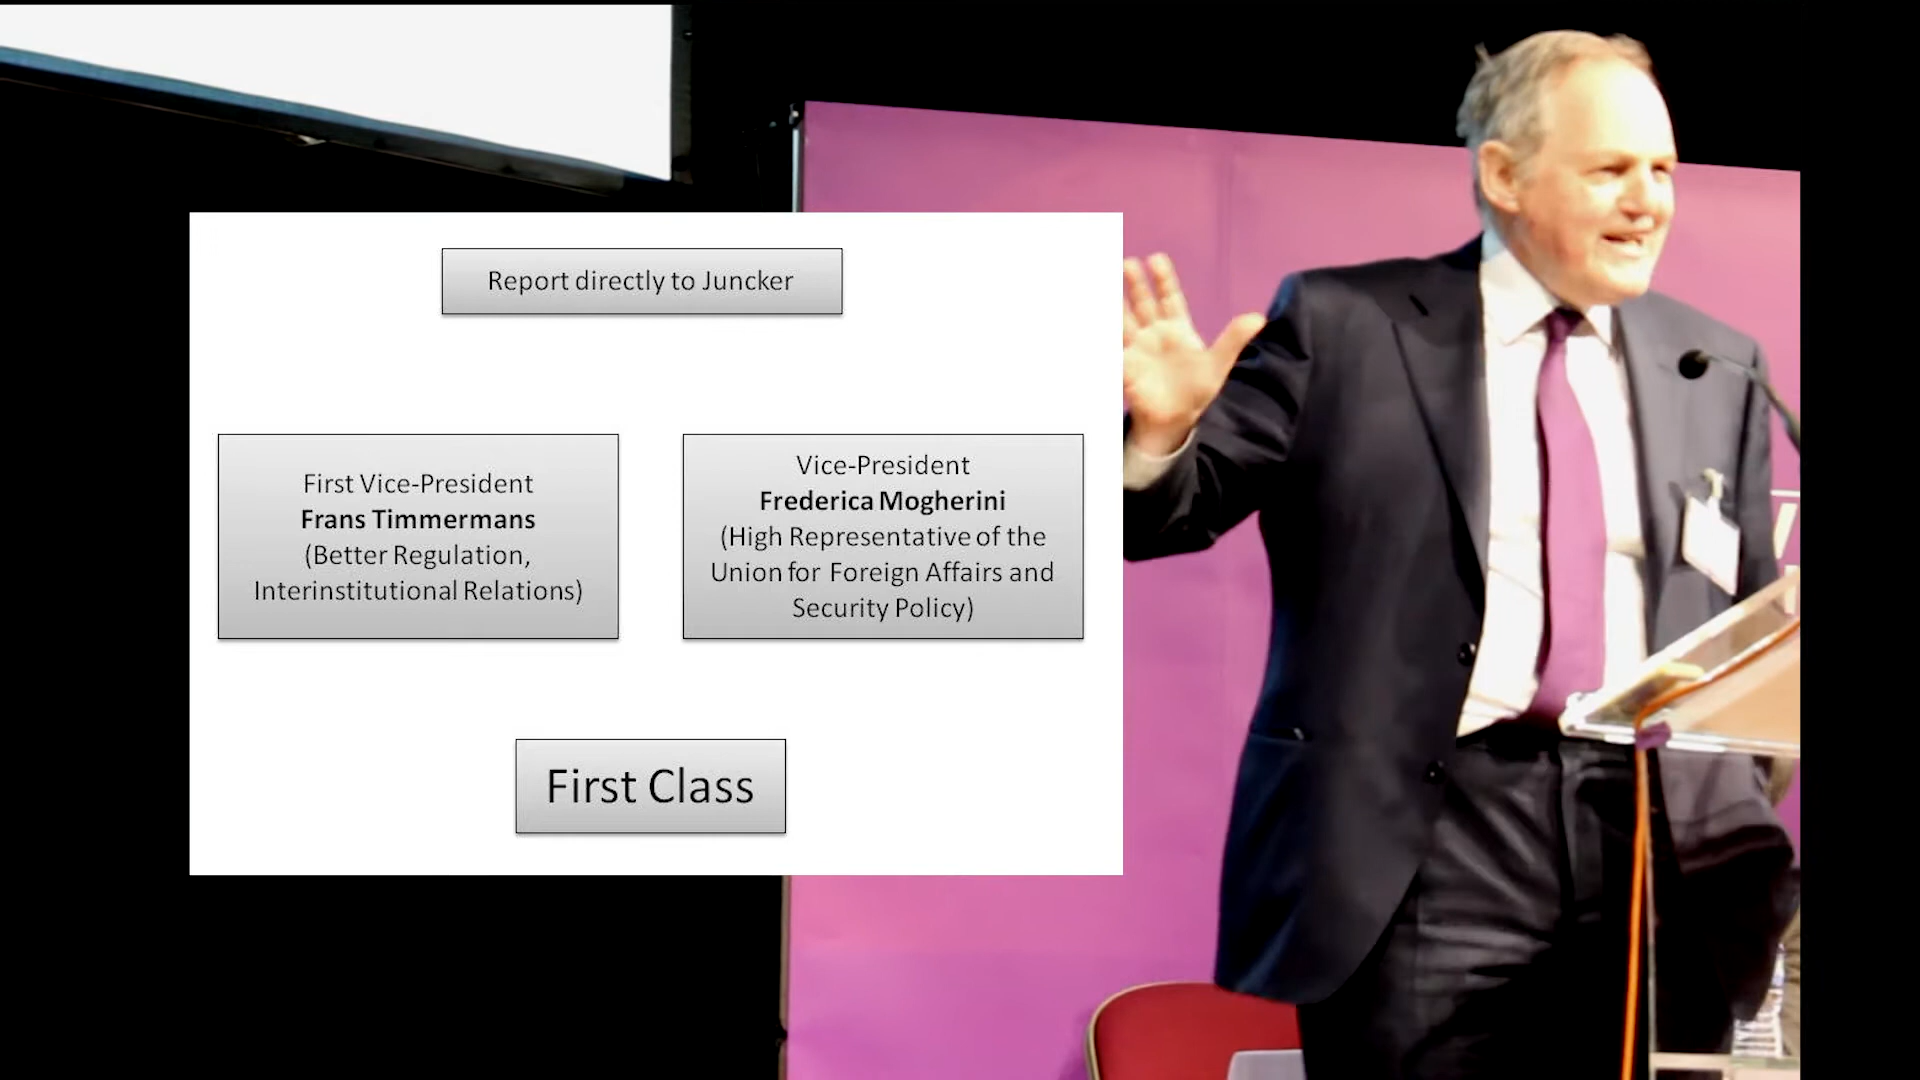 Report directly to Juncker
First Vice-President
Frans Timmermans
(Better Regulation,
Interinstitutional Relations)
Vice-President
Frederica Mogherini
(High Representative of the
Union for Foreign Affairs and
Security Policy)
First Class